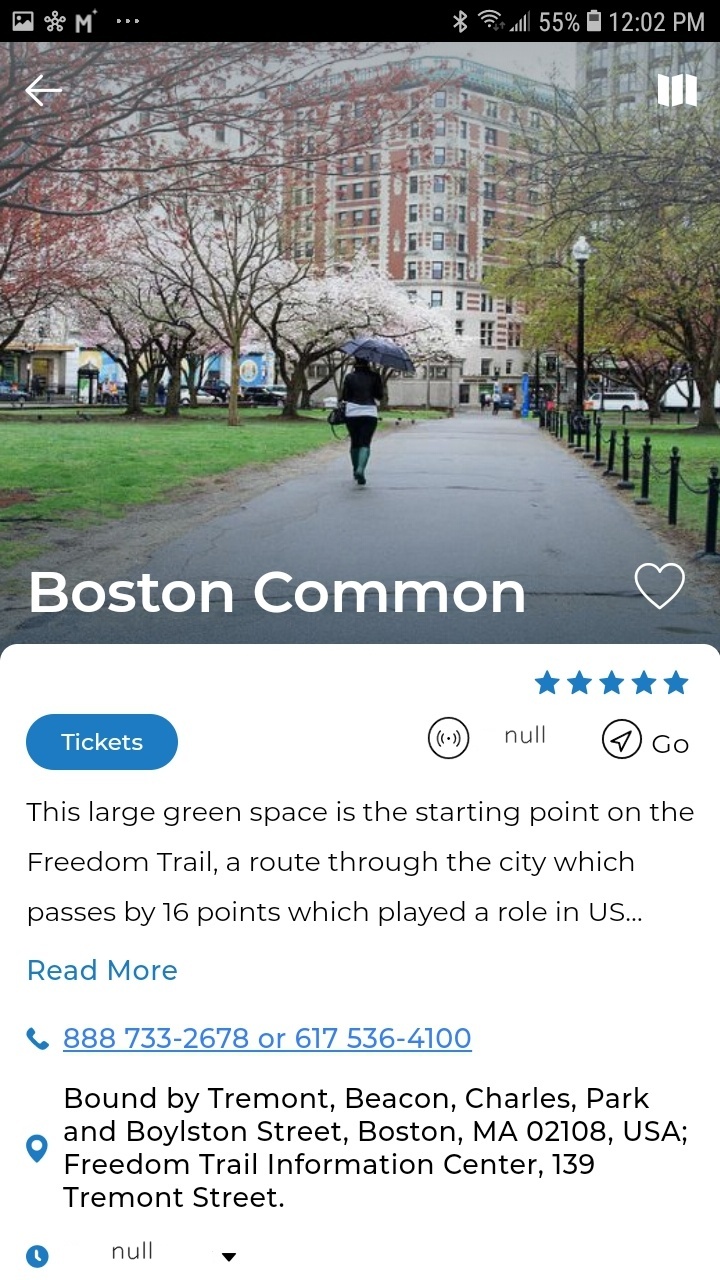 55% 12:02 PM
Boston Common
Tickets
null
Go
This large green space is the starting point on the
Freedom Trail, a route through the city which
passes by 16 points which played a role in US...
Read More
888 733-2678 or 617 536-4100
Bound by Tremont, Beacon, Charles, Park
and Boylston Street, Boston, MA 02108, USA;
Freedom Trail Information Center, 139
Tremont Street.
null